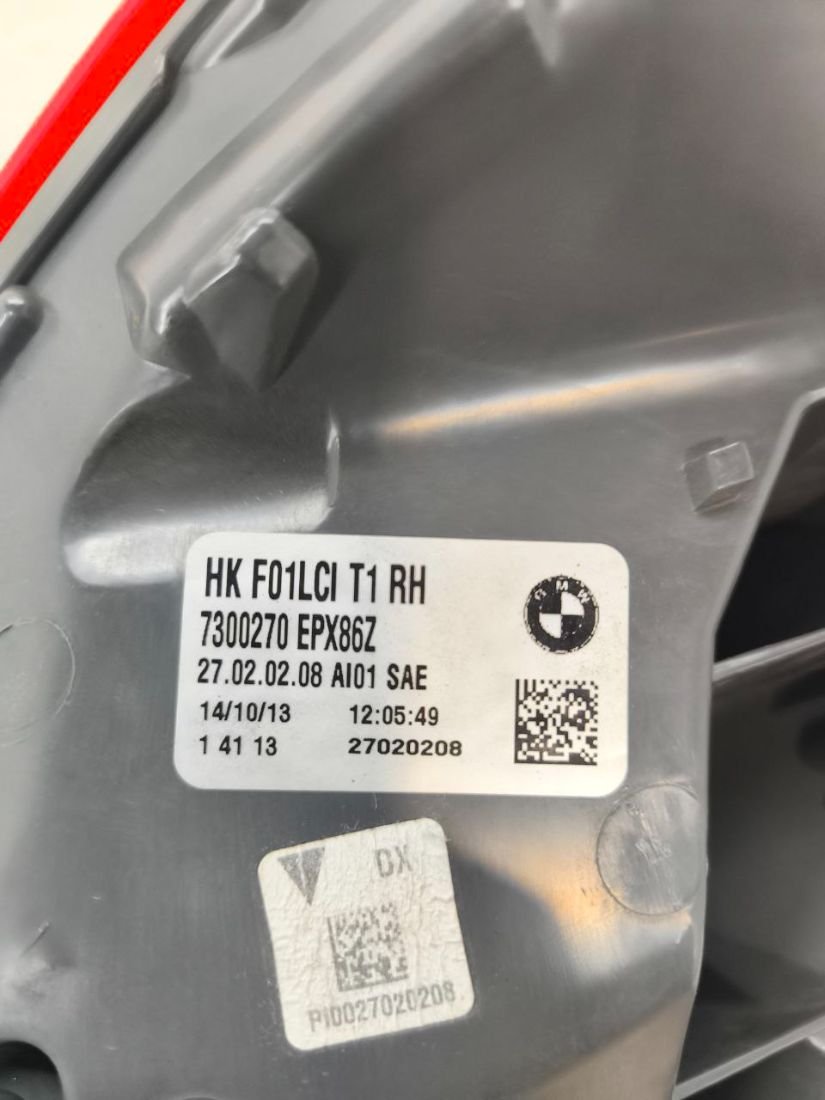 HK F01LCI T1 RH
7300270 EPX86Z
BMW
27.02.02.08 AI01 SAE
14/10/13 12:05:49
1 41 13 27020208
DX
PI0027020208